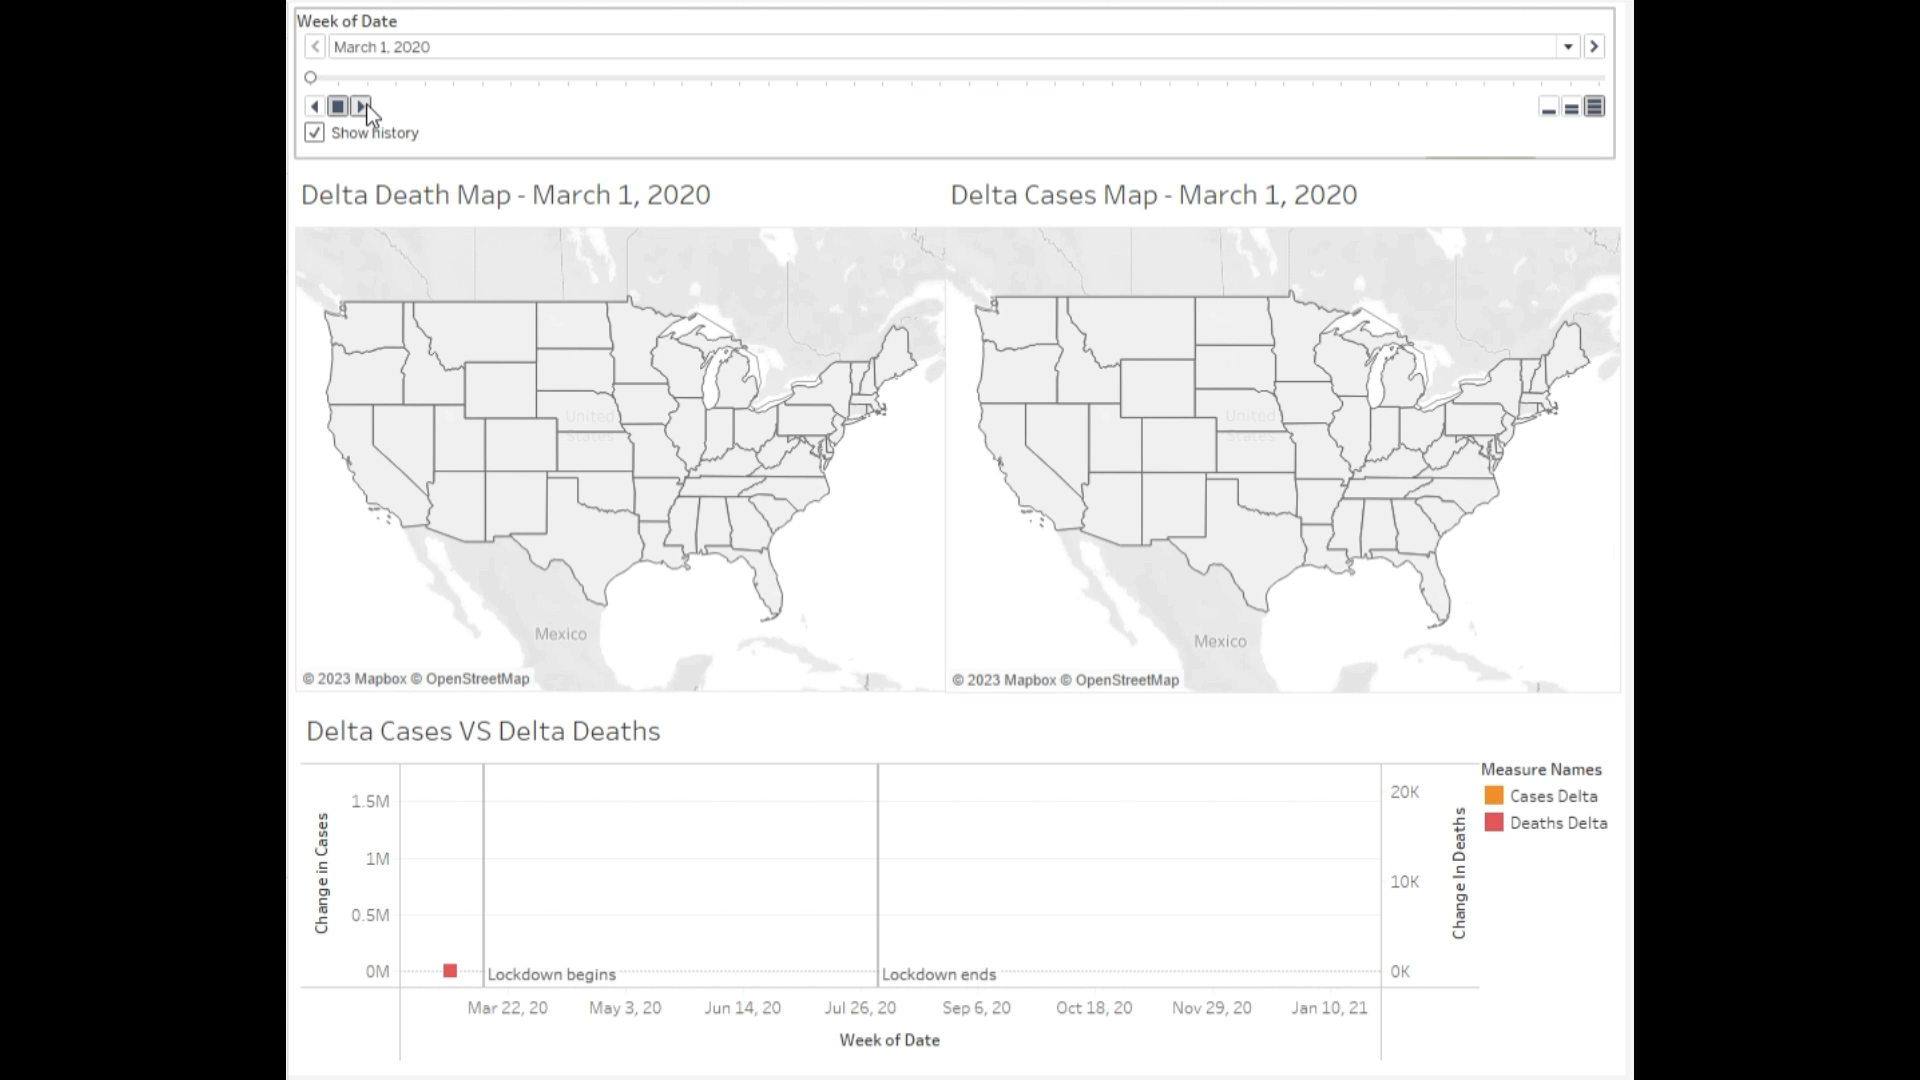 Week of Date
March 1, 2020
Show history
Delta Death Map - March 1, 2020
Delta Cases Map - March 1, 2020
United
States
Mexico
© 2023 Mapbox © OpenStreetMap
United
States
Mexico
© 2023 Mapbox © OpenStreetMap
Delta Cases VS Delta Deaths
Change in Cases
1.5M
1M
0.5M
0M
Lockdown begins
Lockdown ends
20K
10K
0K
Change In Deaths
Measure Names
Cases Delta
Deaths Delta
Mar 22, 20
May 3, 20
Jun 14, 20
Jul 26, 20
Sep 6, 20
Oct 18, 20
Nov 29, 20
Jan 10, 21
Week of Date